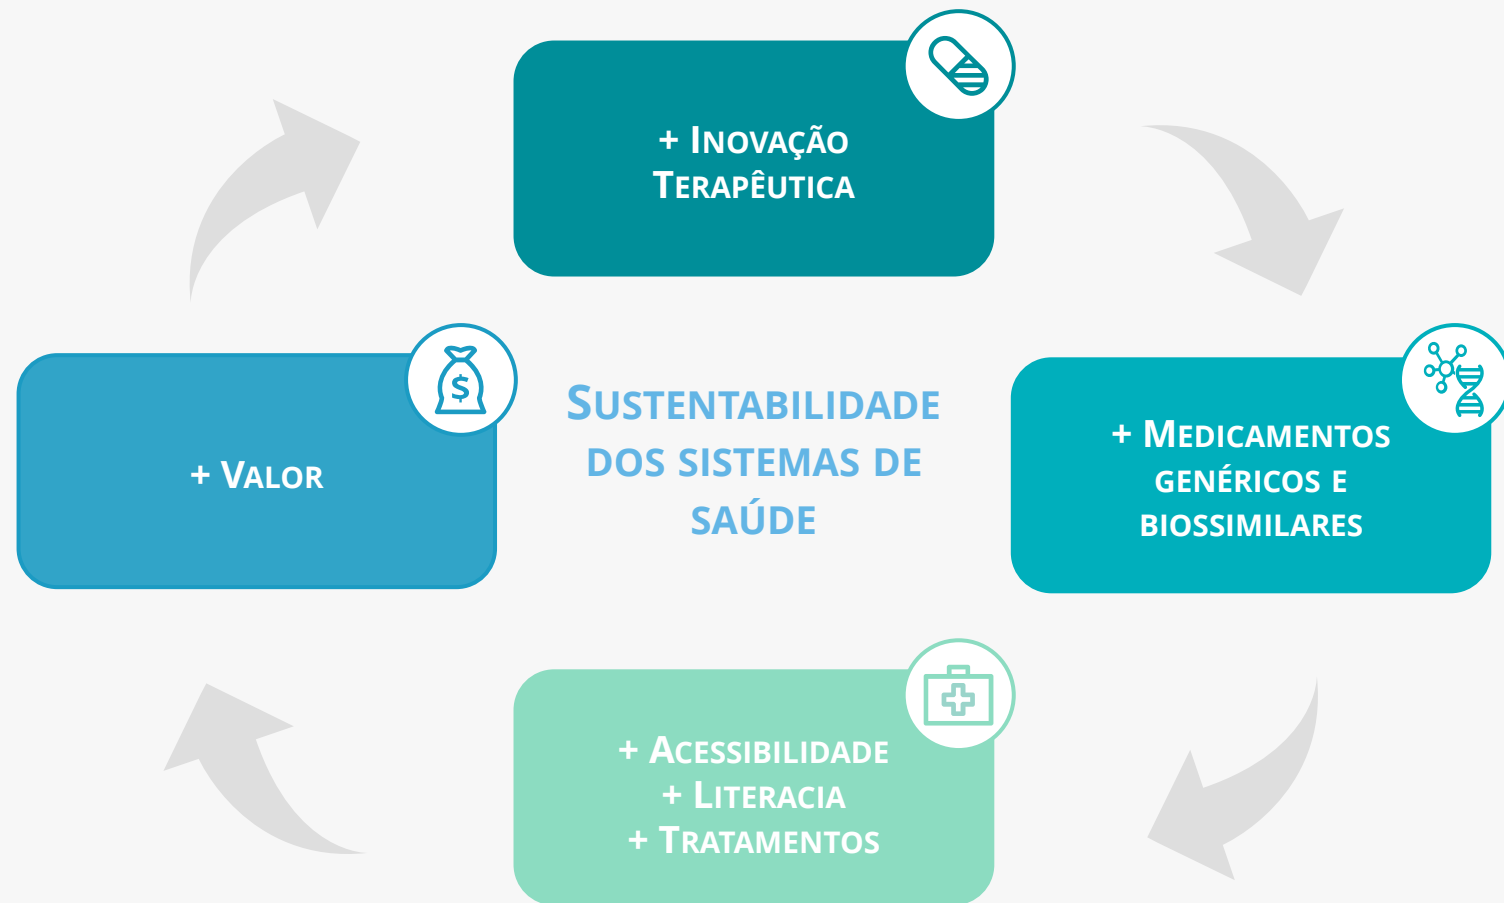 + Inovação
Terapêutica
+ Valor
$
Sustentabilidade
dos sistemas de
saúde
+ Medicamentos
genéricos e
biossimilares
+ Acessibilidade
+ Literacia
+ Tratamentos